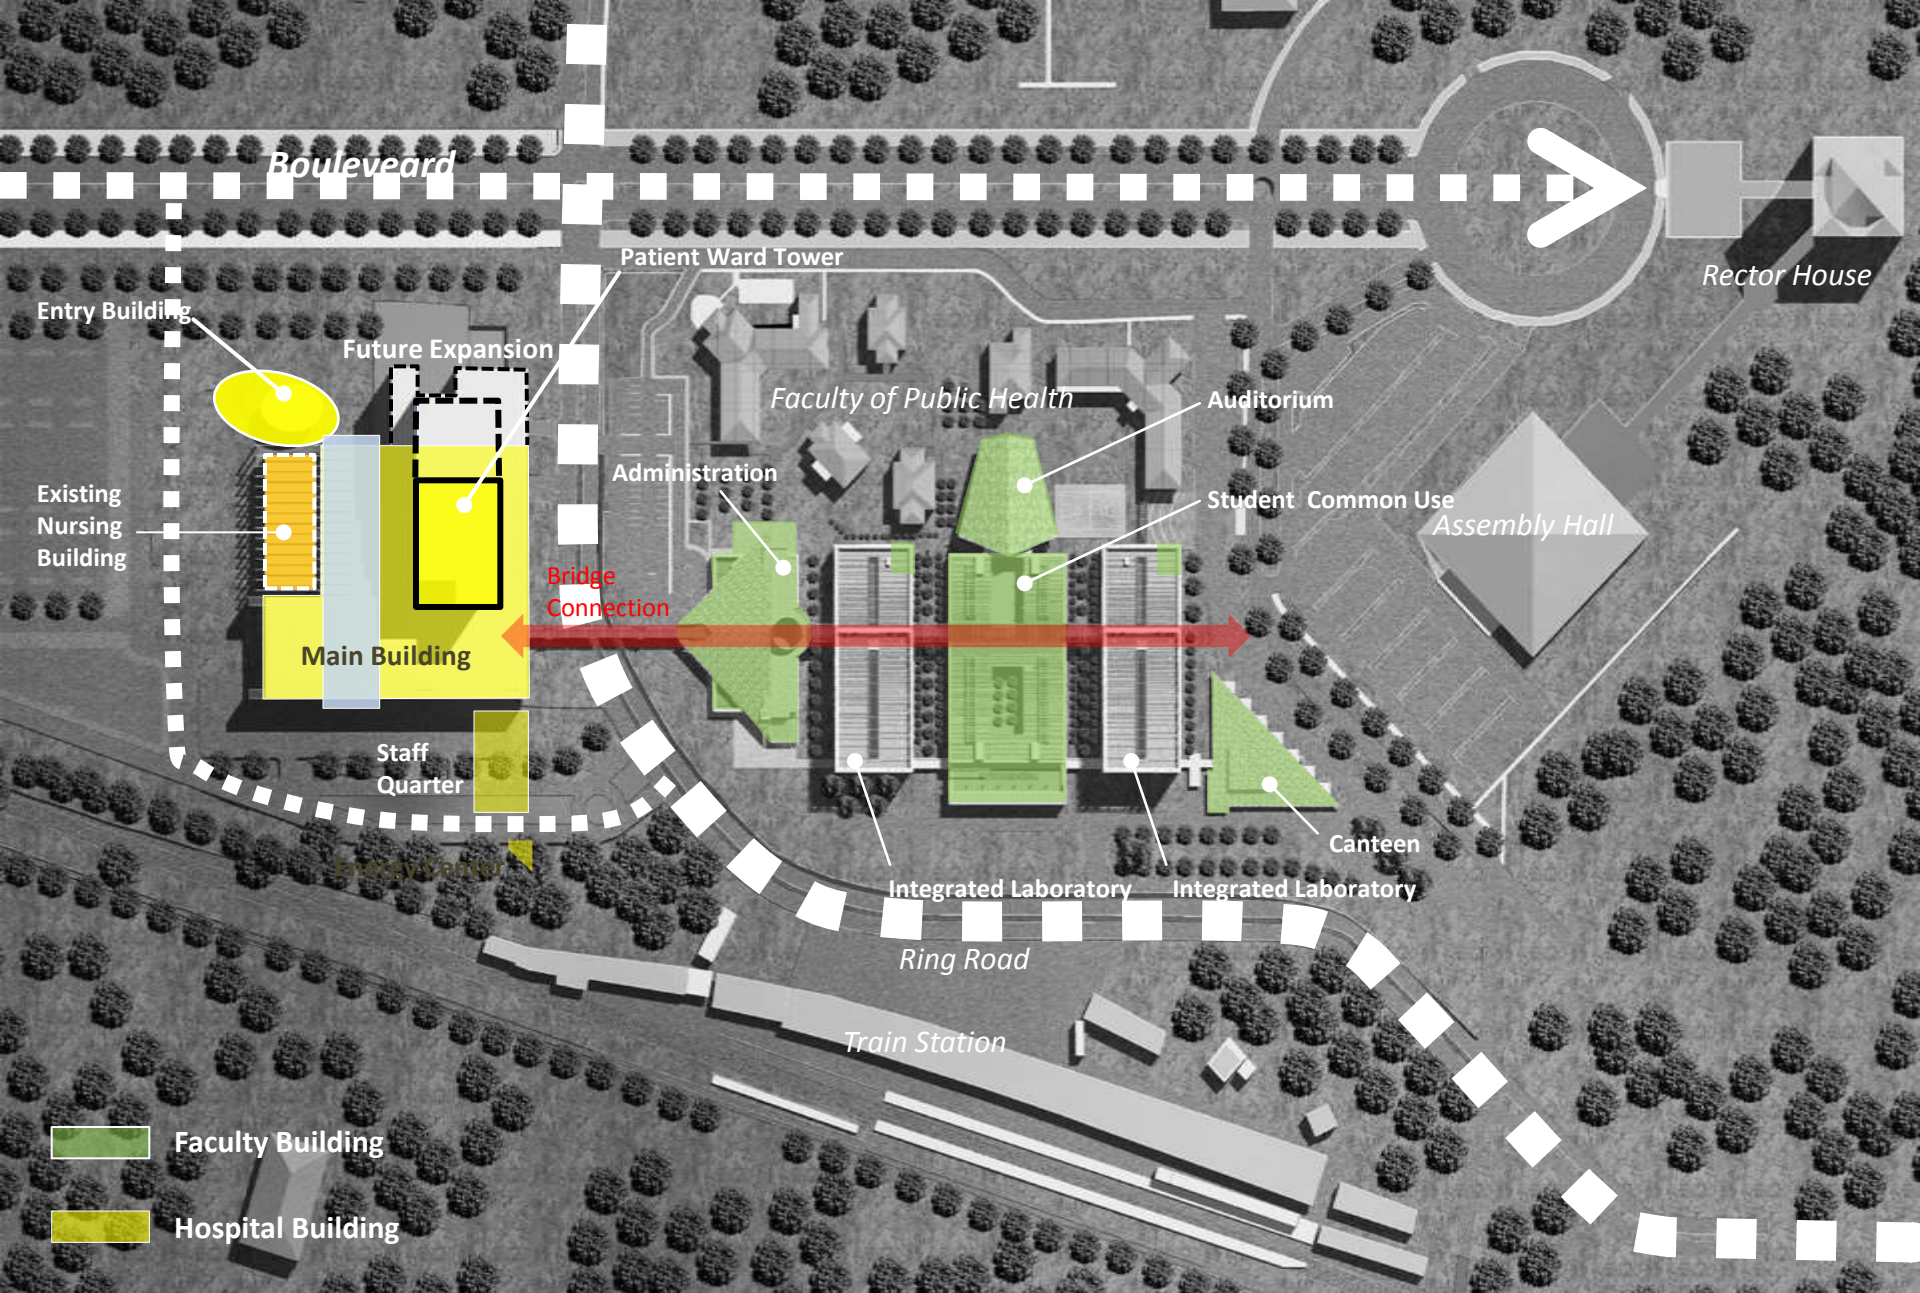 Bouleveard
Patient Ward Tower
Rector House
Entry Building
Future Expansion
Faculty of Public Health
Auditorium
Administration
Student  Common Use
Existing
Nursing
Building
Assembly Hall
Bridge
Connection
Main Building
Staff
Quarter
Canteen
Energy Center
Integrated Laboratory
Integrated Laboratory
Ring Road
Train Station
Faculty Building
Hospital Building